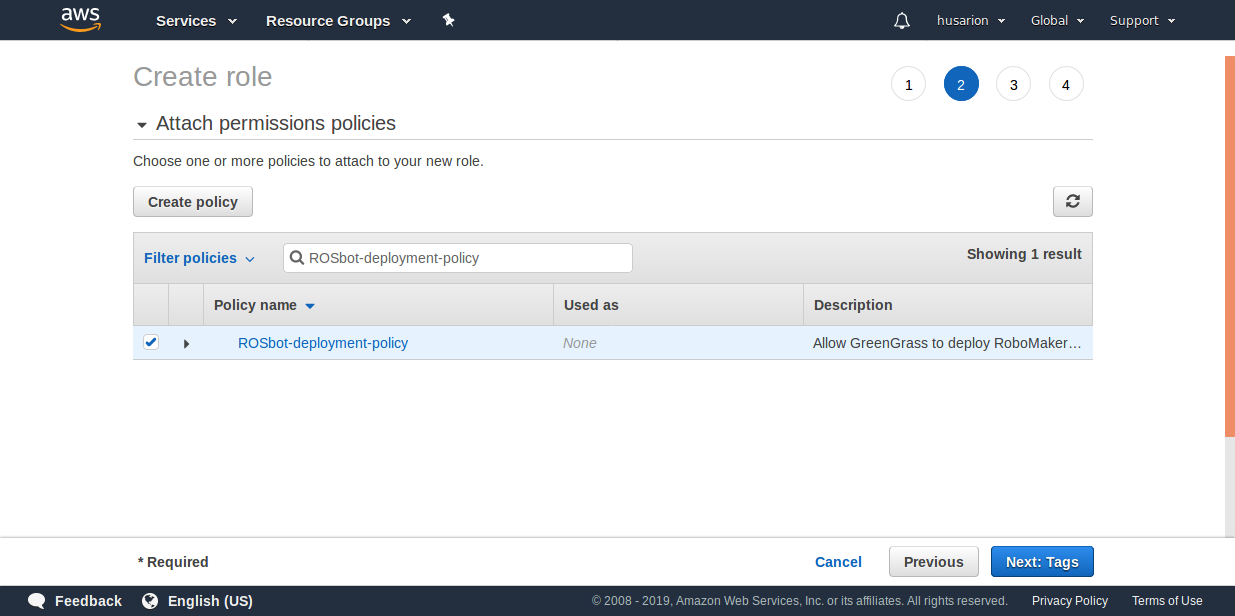 aws Services Resource Groups husarion Global Support
Create role 1 2 3 4
Attach permissions policies
Choose one or more policies to attach to your new role.
Create policy
Filter policies ROSbot-deployment-policy Showing 1 result
Policy name Used as Description
ROSbot-deployment-policy None Allow GreenGrass to deploy RoboMaker…
* Required Cancel Previous Next: Tags
Feedback English (US) © 2008 - 2019, Amazon Web Services, Inc. or its affiliates. All rights reserved. Privacy Policy Terms of Use